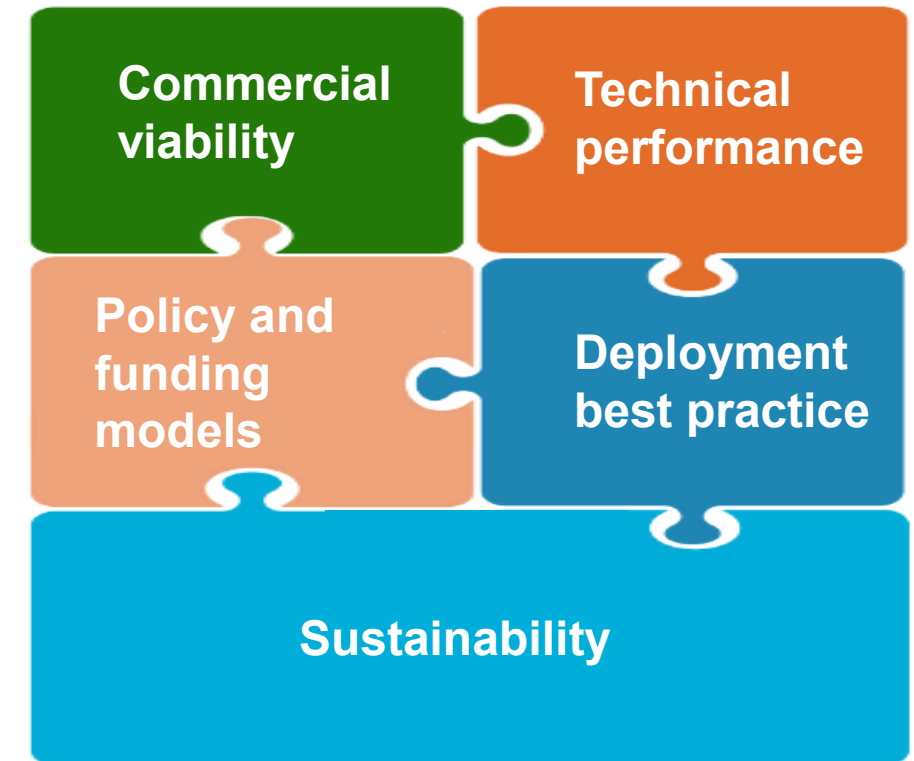 Commercial
viability
Technical
performance
Policy and
funding
models
Deployment
best practice
Sustainability